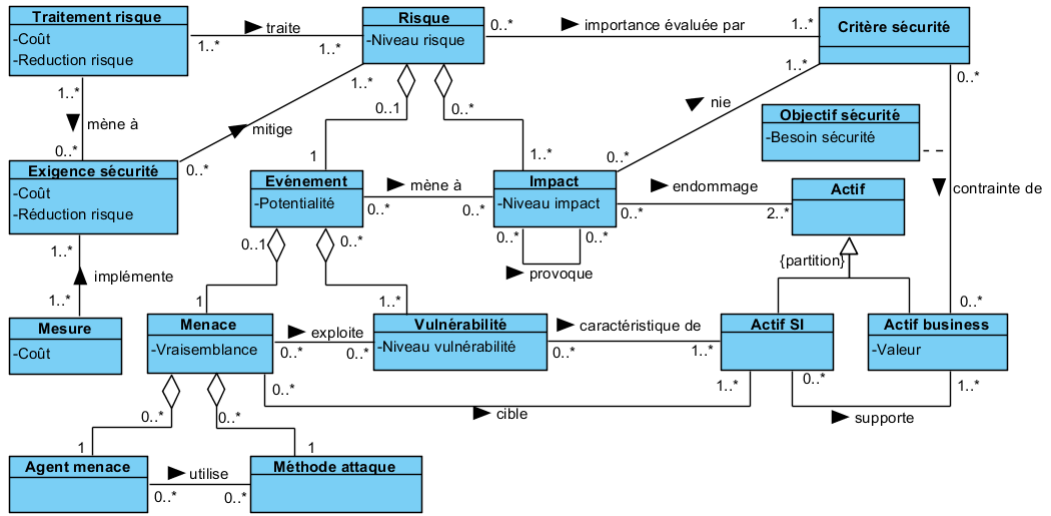 Traitement risque
-Coût
-Reduction risque
traite
1..*
1..*
Risque
-Niveau risque
0..*
importance évaluée par
1..*
Critère sécurité
1..*
mène à
0..*
1..*
mitige
0..*
0..1
0..*
nie
1..*
0..*
0..*
Objectif sécurité
-Besoin sécurité
contrainte de
0..*
Exigence sécurité
-Coût
-Réduction risque
1
Evénement
-Potentialité
mène à
0..*
0..*
1..*
Impact
-Niveau impact
endommage
0..*
2..*
Actif
0..*
0..*
provoque
{partition}
1..*
implémente
1..*
Mesure
-Coût
0..1
0..*
1
Menace
-Vraisemblance
exploite
0..*
0..*
1..*
Vulnérabilité
-Niveau vulnérabilité
caractéristique de
0..*
1..*
Actif SI
Actif business
-Valeur
0..*
cible
1..*
0..*
supporte
1..*
0..*
0..*
1
1
Agent menace
utilise
0..*
0..*
Méthode attaque